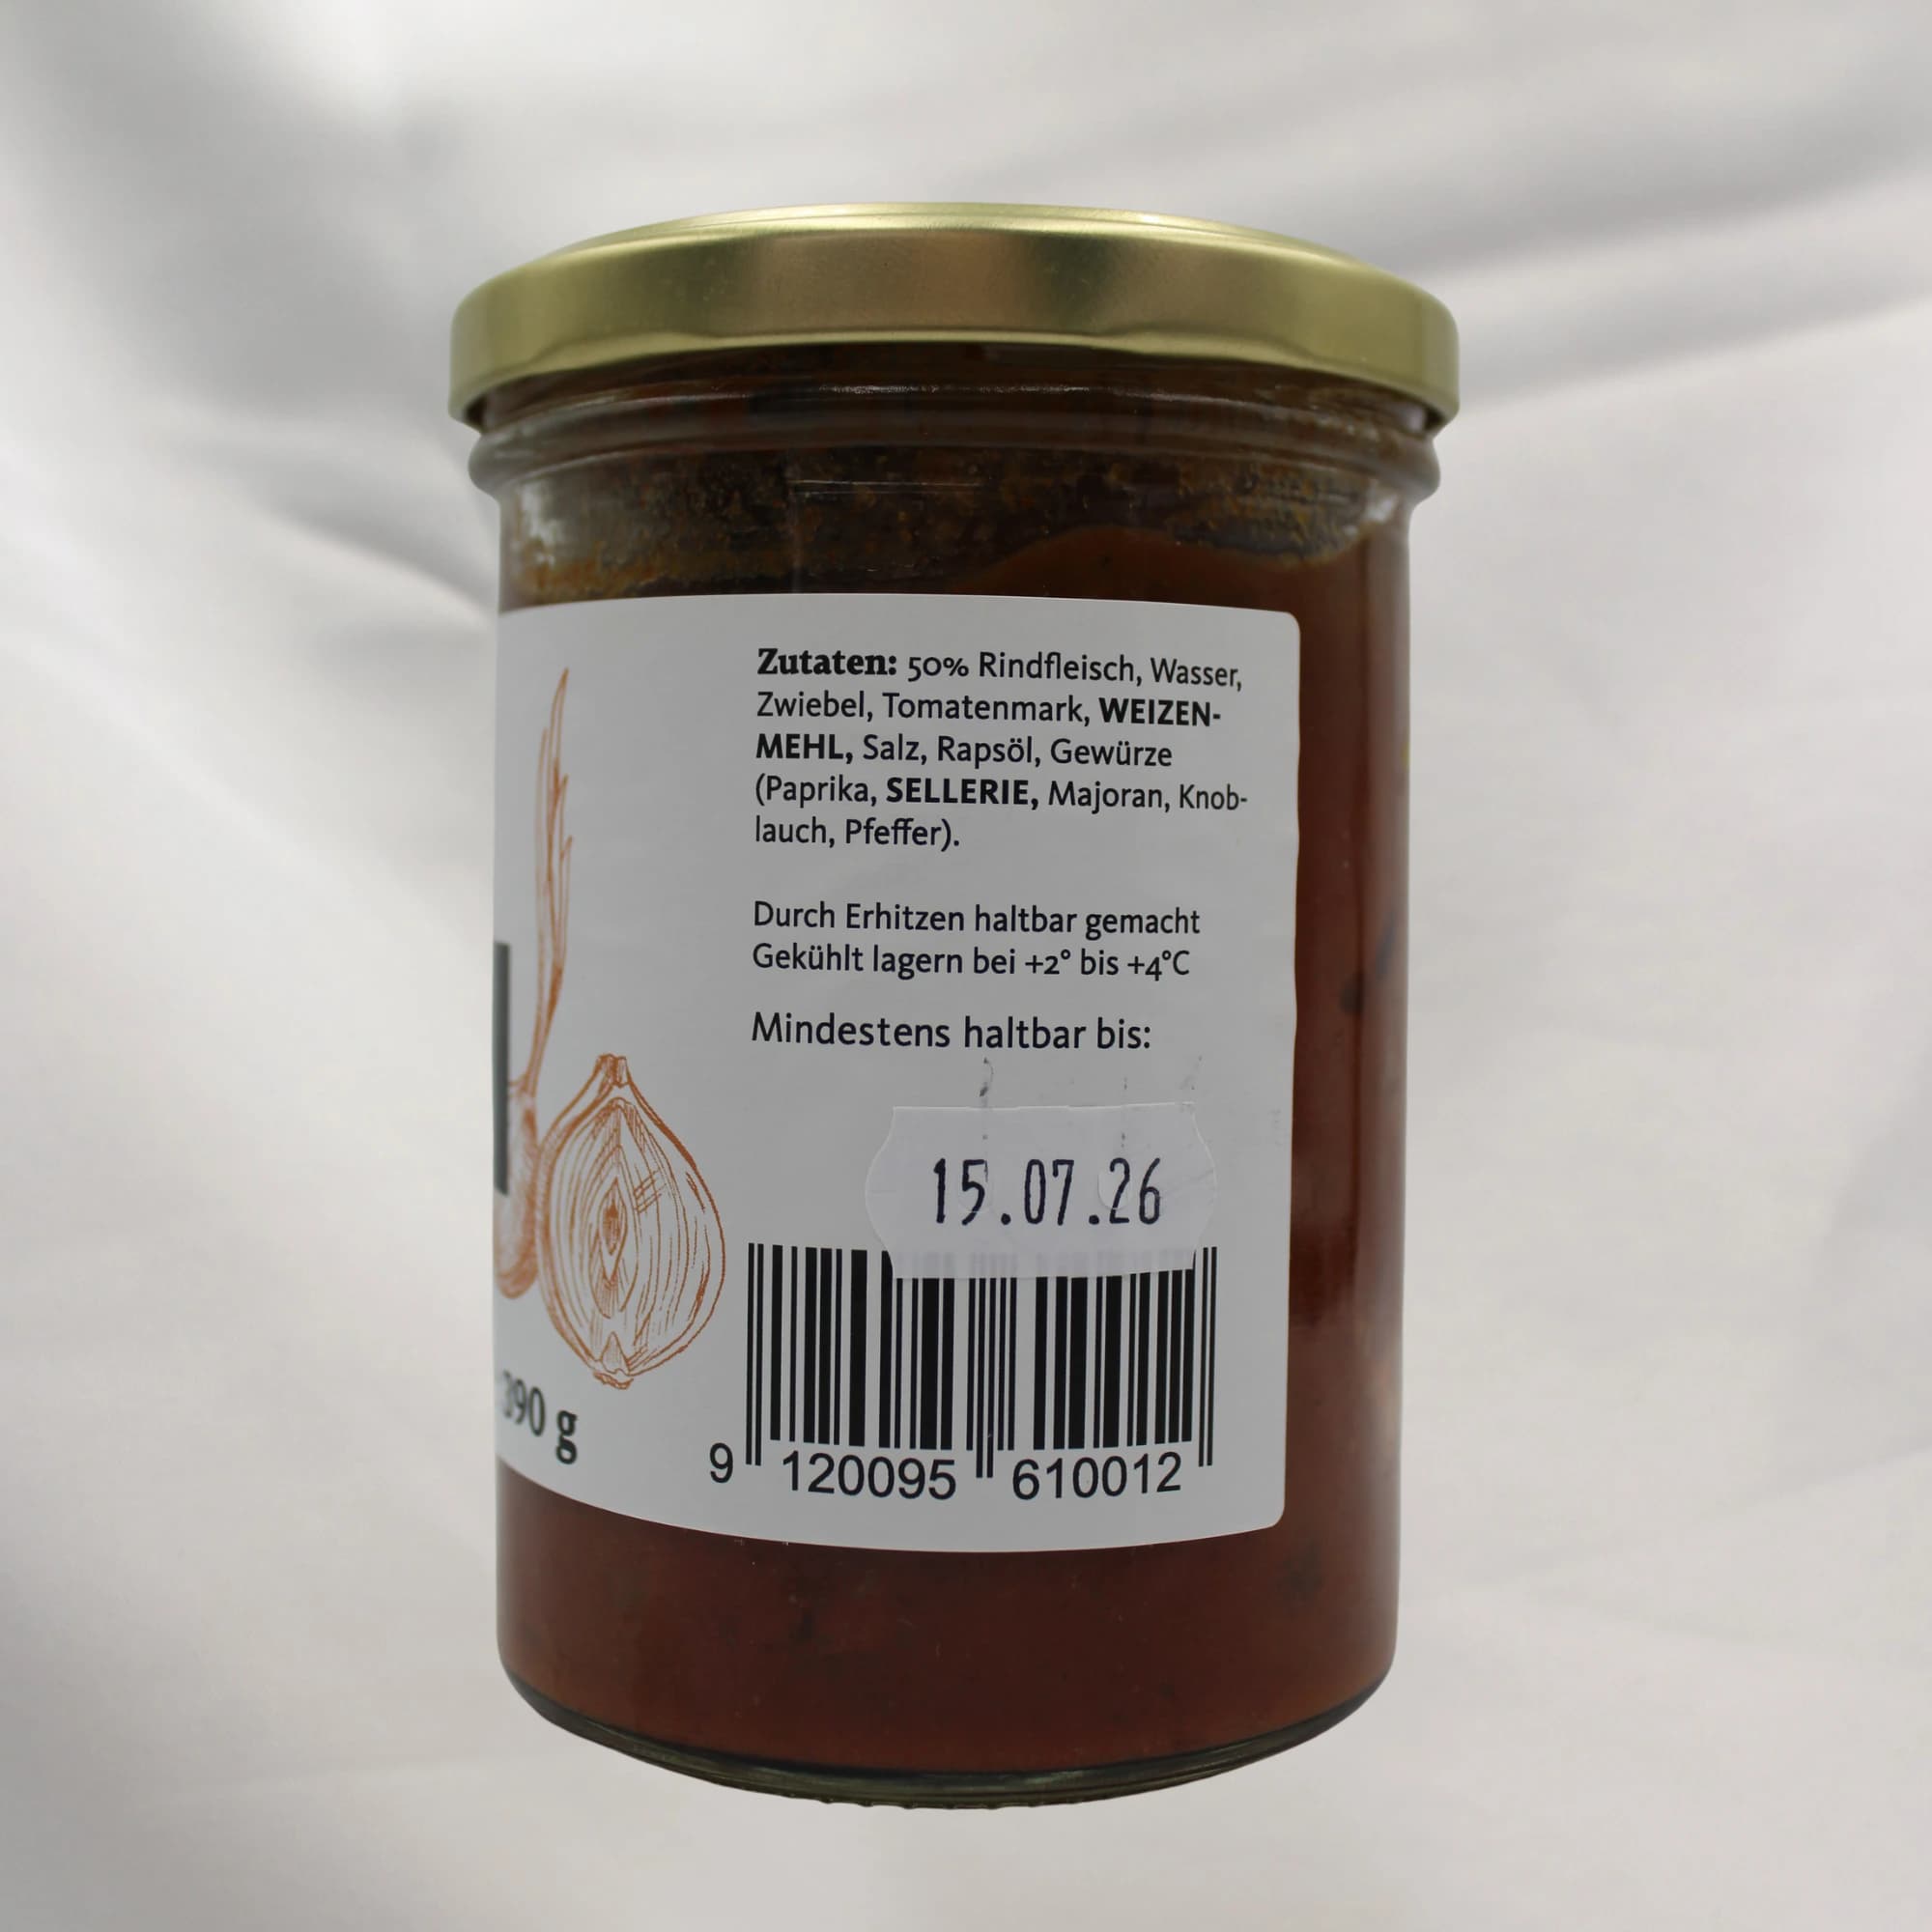 Zutaten: 50% Rindfleisch, Wasser,
Zwiebel, Tomatenmark, WEIZEN-
MEHL, Salz, Rapsöl, Gewürze
(Paprika, SELLERIE, Majoran, Knob-
lauch, Pfeffer).
Durch Erhitzen haltbar gemacht
Gekühlt lagern bei +2° bis +4°C
Mindestens haltbar bis:
15.07.26
390 g
9 120095 610012